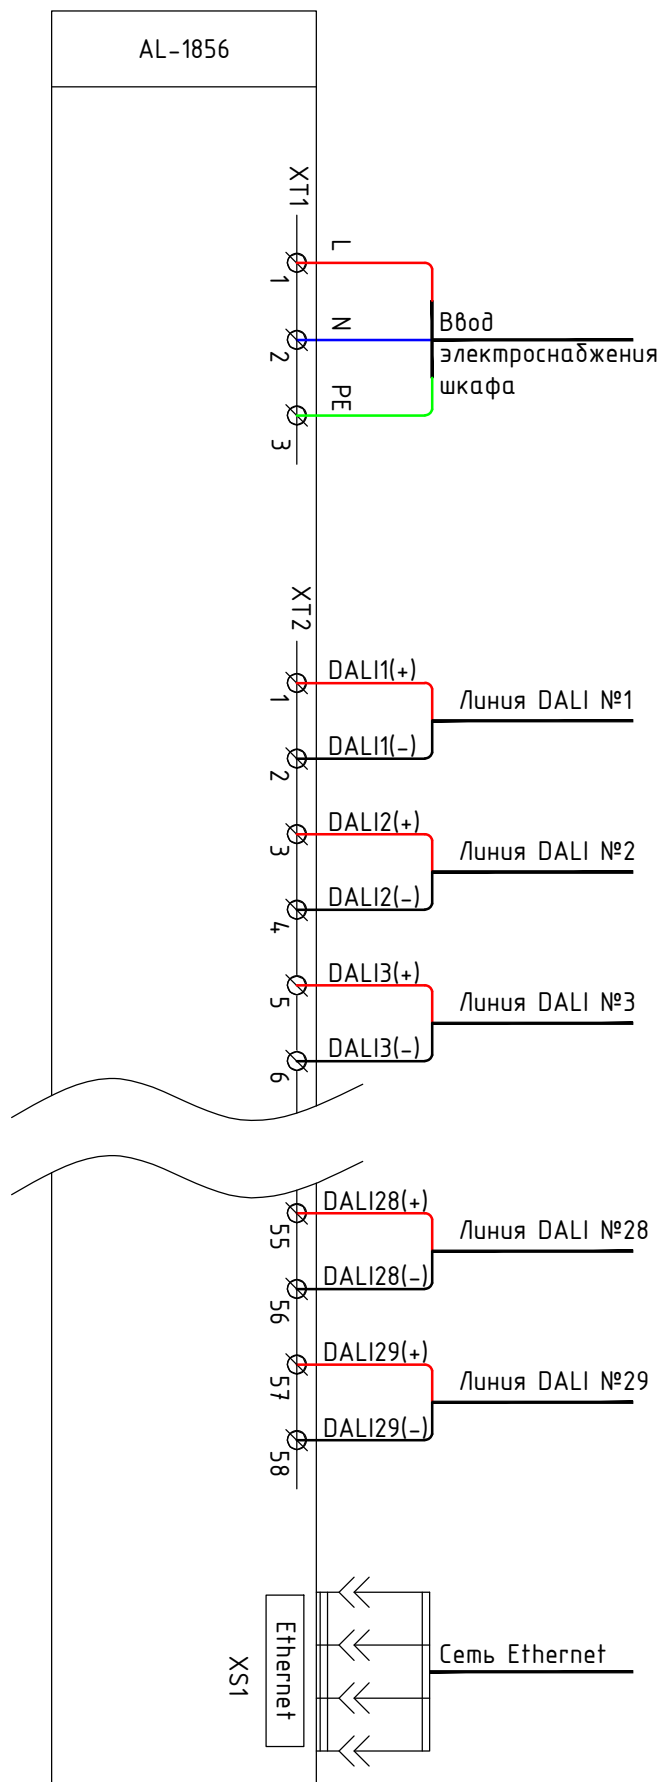 AL-1856
XT1
L
1
N
2
PE
3
Ввод
электроснабжения
шкафа
XT2
DALI1(+)
1
Линия DALI №1
DALI1(-)
2
DALI2(+)
3
Линия DALI №2
DALI2(-)
4
DALI3(+)
5
Линия DALI №3
DALI3(-)
6
DALI28(+)
55
Линия DALI №28
DALI28(-)
56
DALI29(+)
57
Линия DALI №29
DALI29(-)
58
Ethernet
XS1
Сеть Ethernet